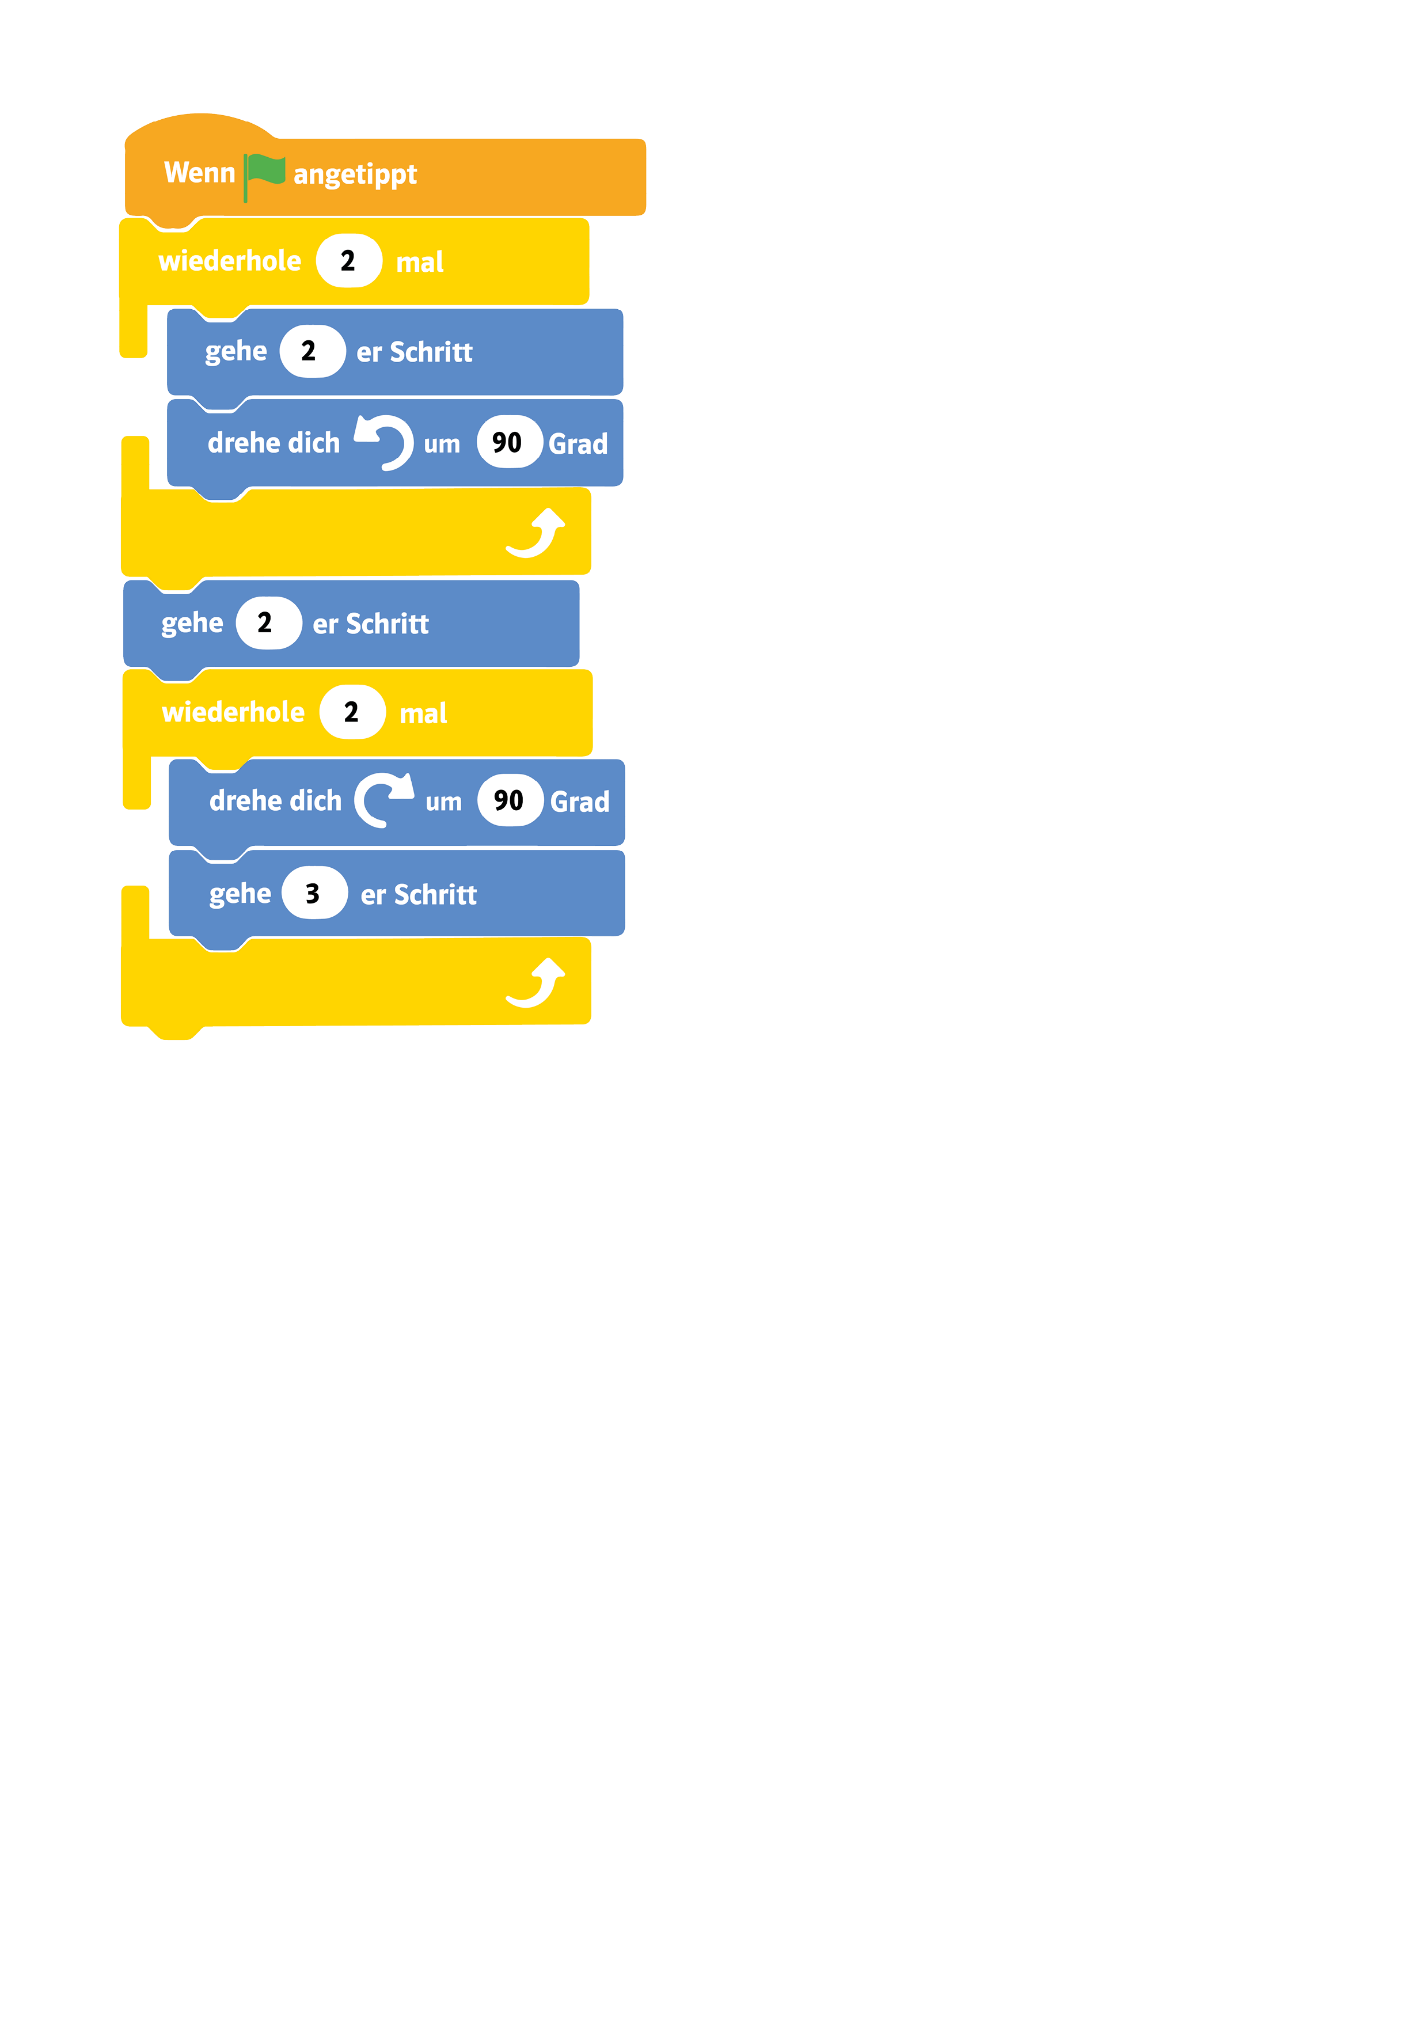 Wenn angetippt
wiederhole 2 mal
gehe 2 er Schritt
drehe dich um 90 Grad
gehe 2 er Schritt
wiederhole 2 mal
drehe dich um 90 Grad
gehe 3 er Schritt